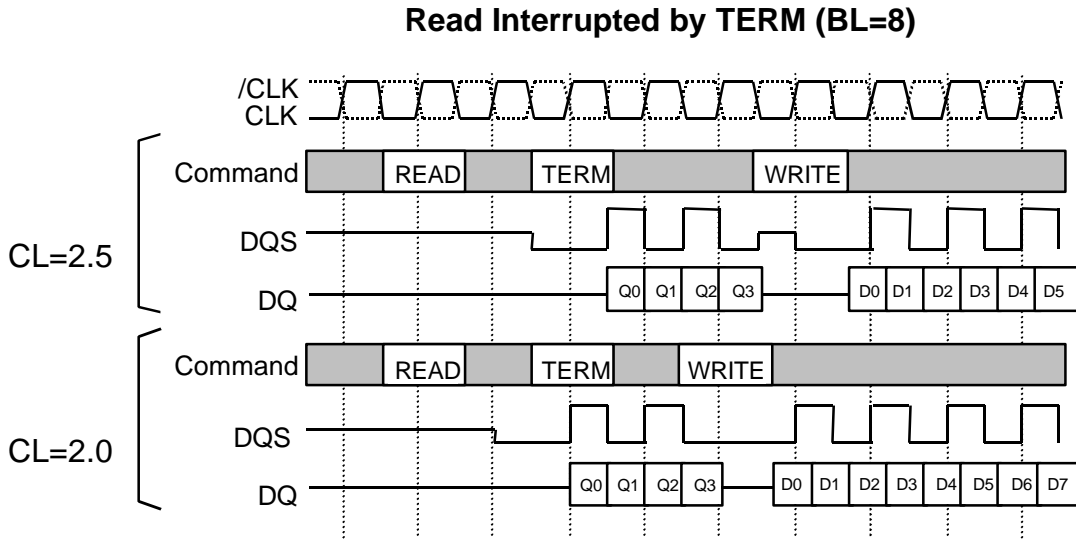 Read Interrupted by TERM (BL=8)
/CLK
CLK
Command READ TERM WRITE
DQS
CL=2.5
DQ Q0 Q1 Q2 Q3 D0 D1 D2 D3 D4 D5
Command READ TERM WRITE
DQS
CL=2.0
DQ Q0 Q1 Q2 Q3 D0 D1 D2 D3 D4 D5 D6 D7